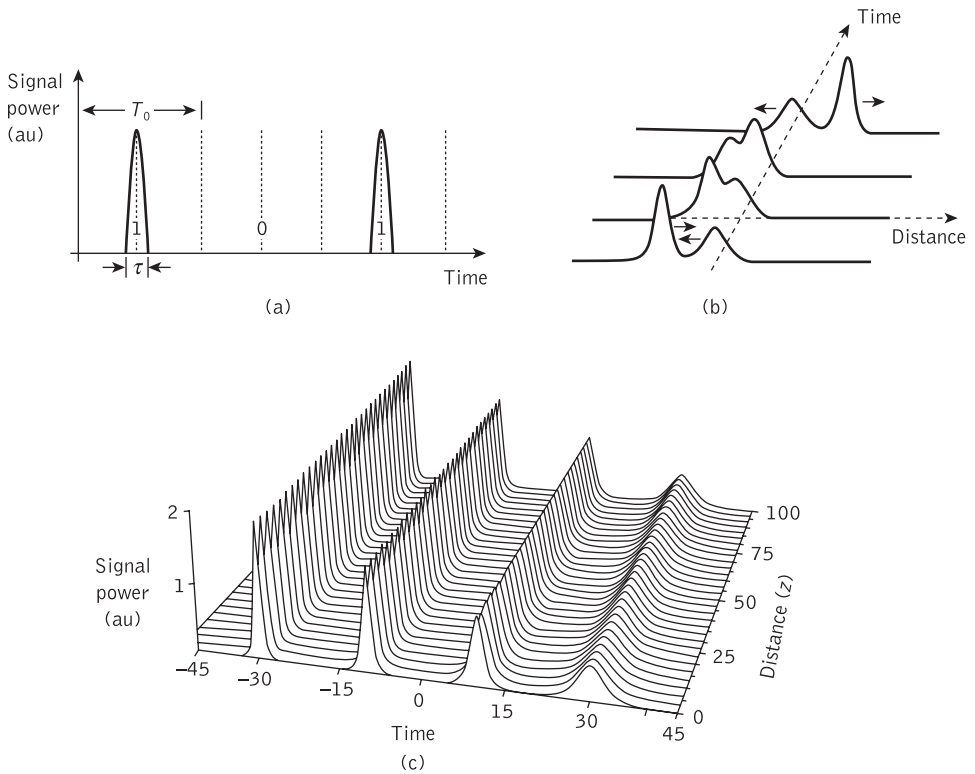 Signal
power
(au)
T₀
1
0
1
τ
Time
(a)
Time
Distance
(b)
2
1
Signal
power
(au)
−45
−30
−15
0
15
30
45
Time
0
25
50
75
100
Distance (z)
(c)